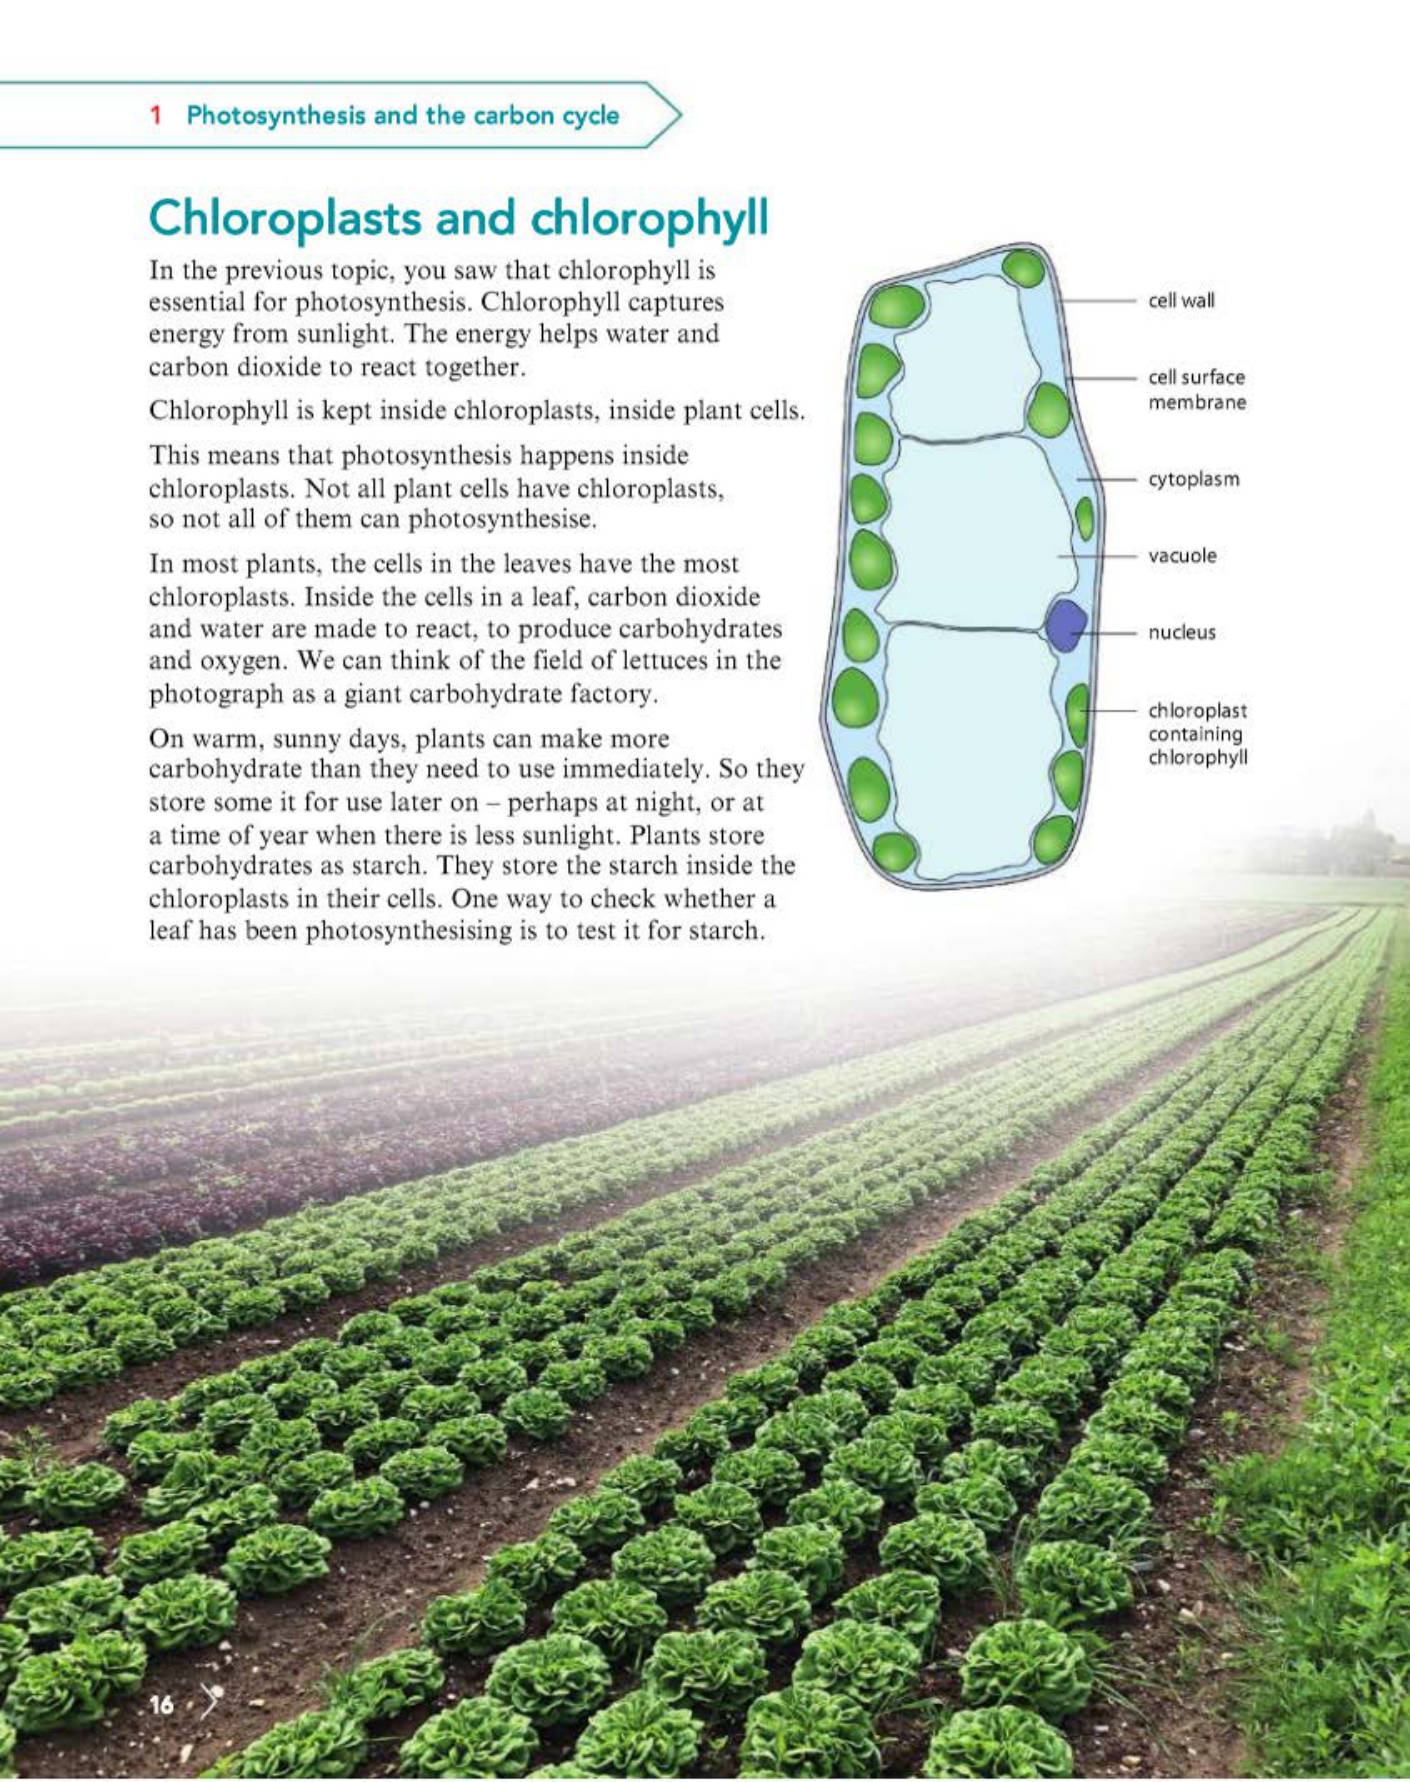 1 Photosynthesis and the carbon cycle
Chloroplasts and chlorophyll
In the previous topic, you saw that chlorophyll is
essential for photosynthesis. Chlorophyll captures
energy from sunlight. The energy helps water and
carbon dioxide to react together.
Chlorophyll is kept inside chloroplasts, inside plant cells.
This means that photosynthesis happens inside
chloroplasts. Not all plant cells have chloroplasts,
so not all of them can photosynthesise.
In most plants, the cells in the leaves have the most
chloroplasts. Inside the cells in a leaf, carbon dioxide
and water are made to react, to produce carbohydrates
and oxygen. We can think of the field of lettuces in the
photograph as a giant carbohydrate factory.
On warm, sunny days, plants can make more
carbohydrate than they need to use immediately. So they
store some it for use later on – perhaps at night, or at
a time of year when there is less sunlight. Plants store
carbohydrates as starch. They store the starch inside the
chloroplasts in their cells. One way to check whether a
leaf has been photosynthesising is to test it for starch.
cell wall
cell surface
membrane
cytoplasm
vacuole
nucleus
chloroplast
containing
chlorophyll
16